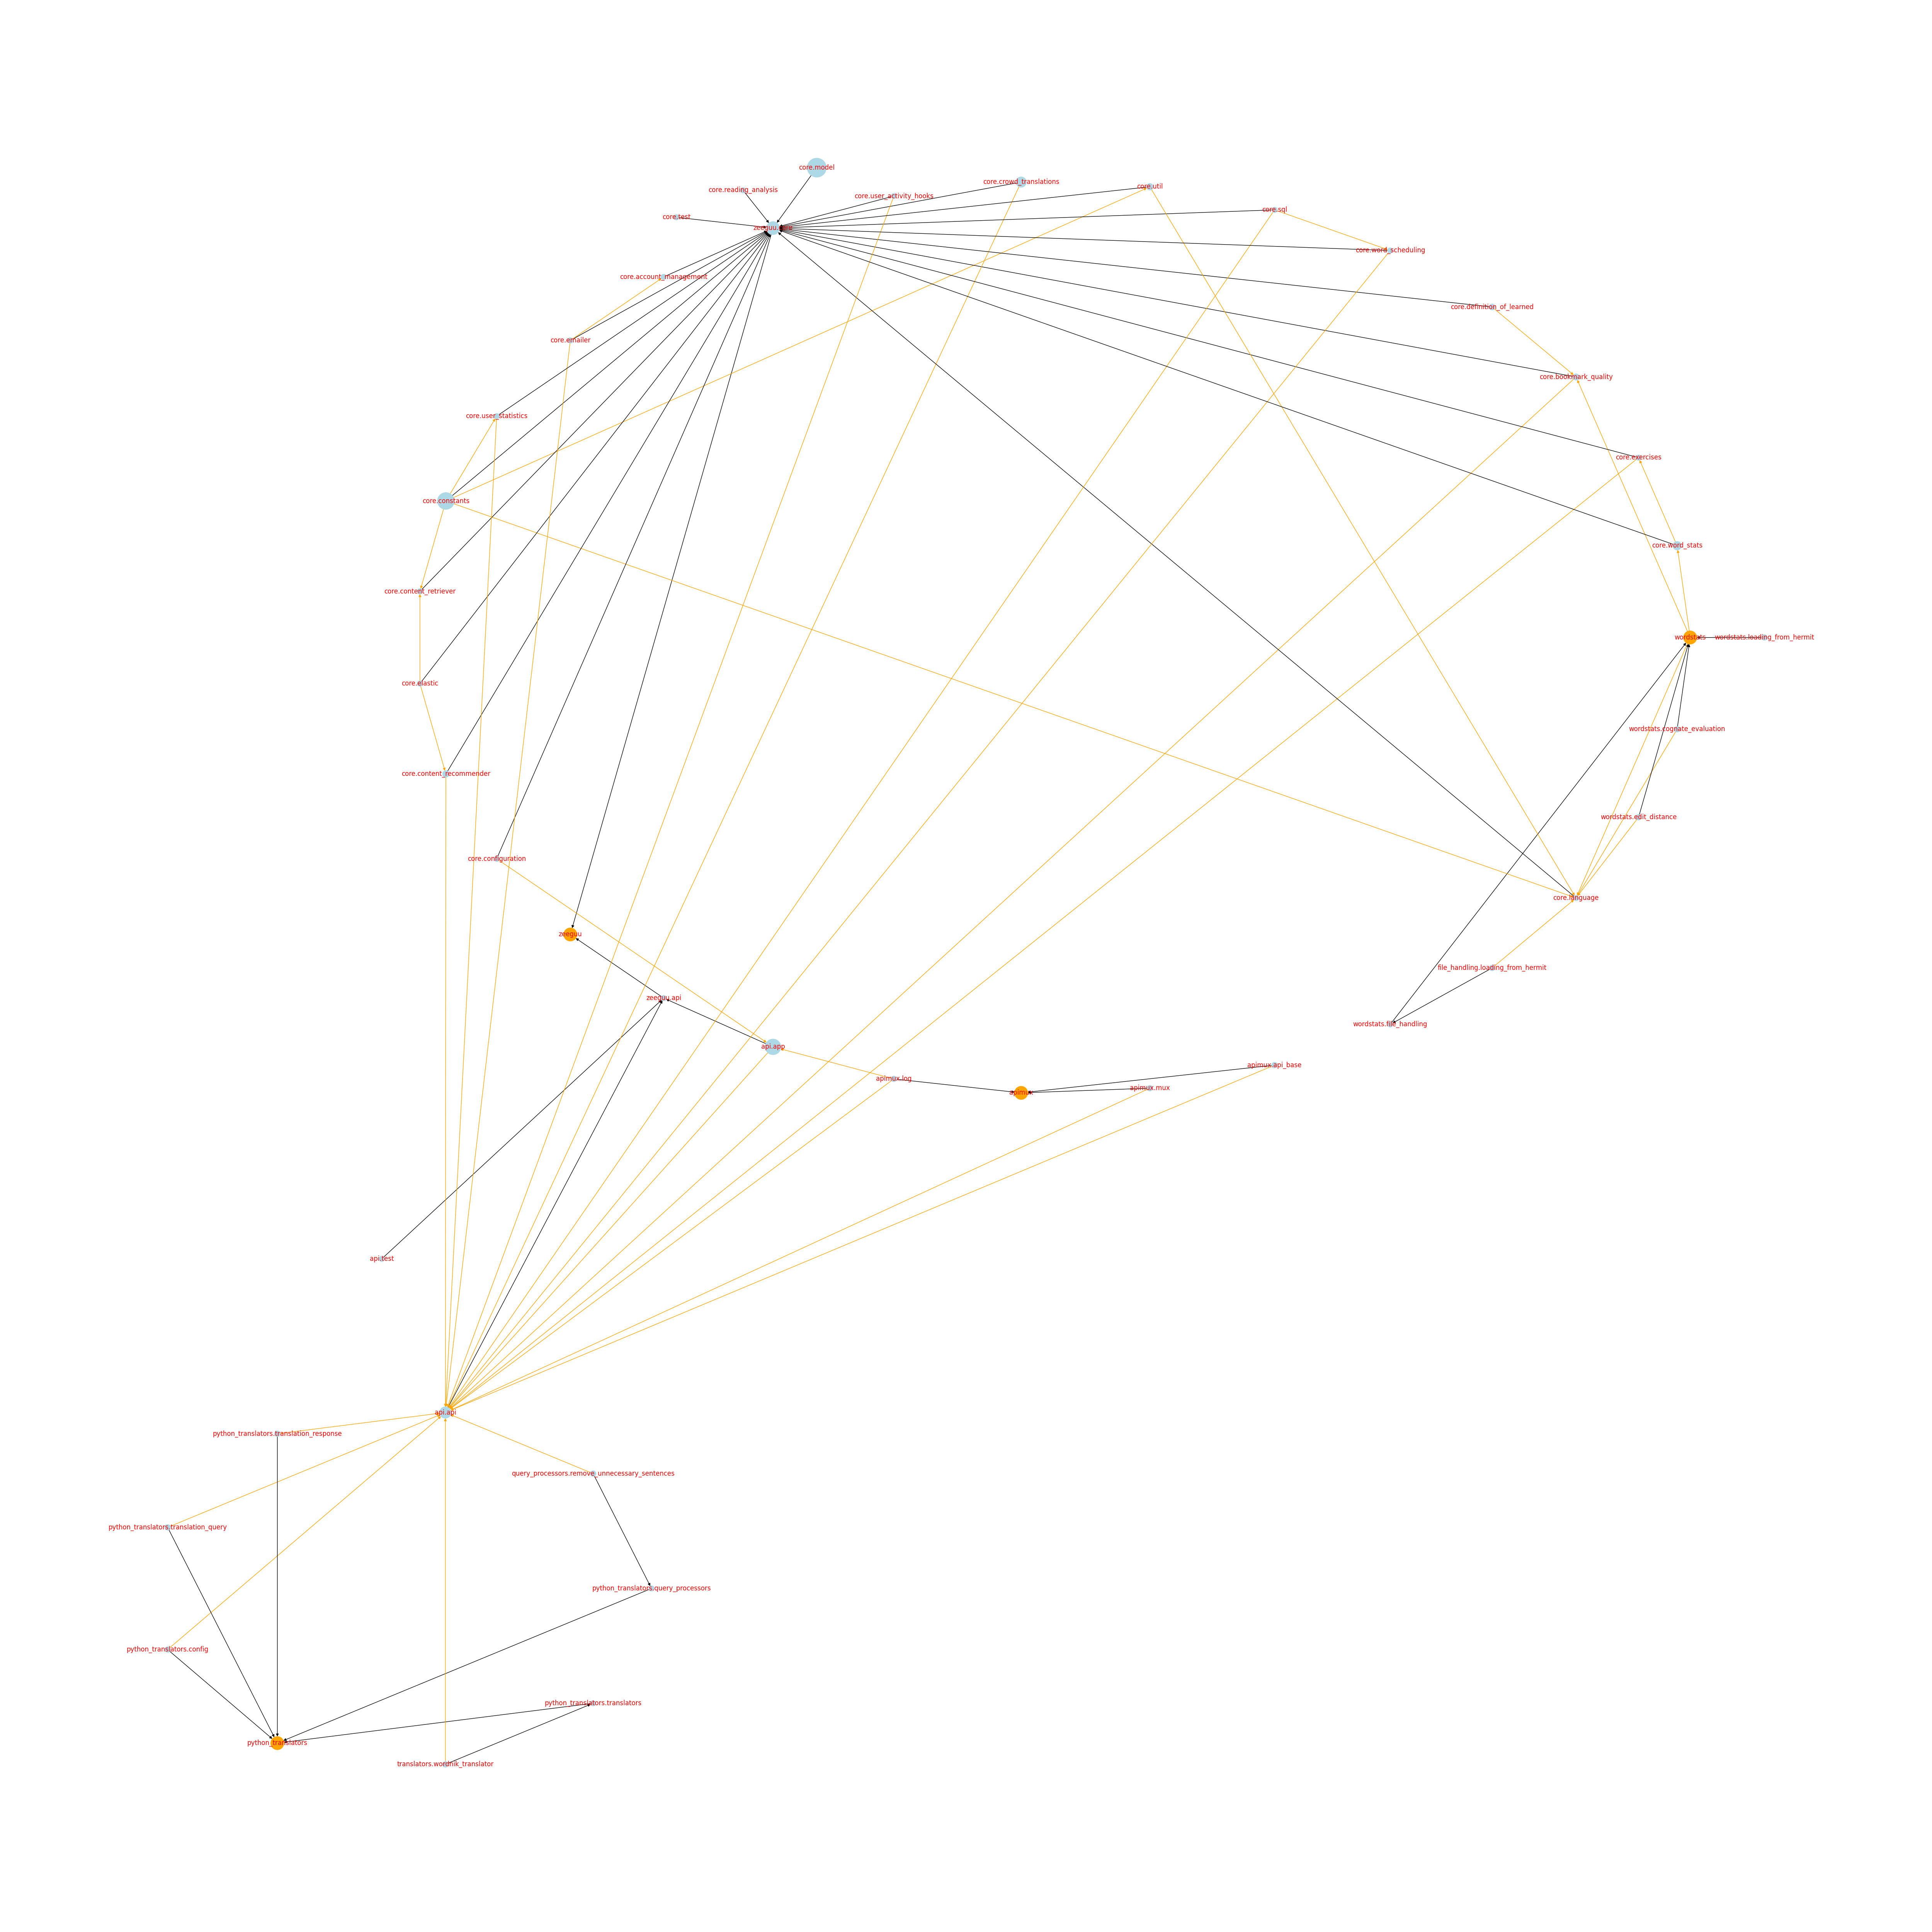 core.model
core.crowd_translations
core.util
core.reading_analysis
core.user_activity_hooks
core.sql
core.test
zeeguu.core
core.word_scheduling
core.account_management
core.definition_of_learned
core.emailer
core.bookmark_quality
core.user_statistics
core.exercises
core.constants
core.word_stats
core.content_retriever
wordstats
wordstats.loading_from_hermit
core.elastic
wordstats.cognate_evaluation
core.content_recommender
wordstats.edit_distance
core.configuration
core.language
zeeguu
file_handling.loading_from_hermit
zeeguu.api
wordstats.file_handling
api.app
apimux.api_base
apimux.log
apimux.mux
apimux
api.test
api.api
python_translators.translation_response
query_processors.remove_unnecessary_sentences
python_translators.translation_query
python_translators.query_processors
python_translators.config
python_translators.translators
python_translators
translators.wordnik_translator